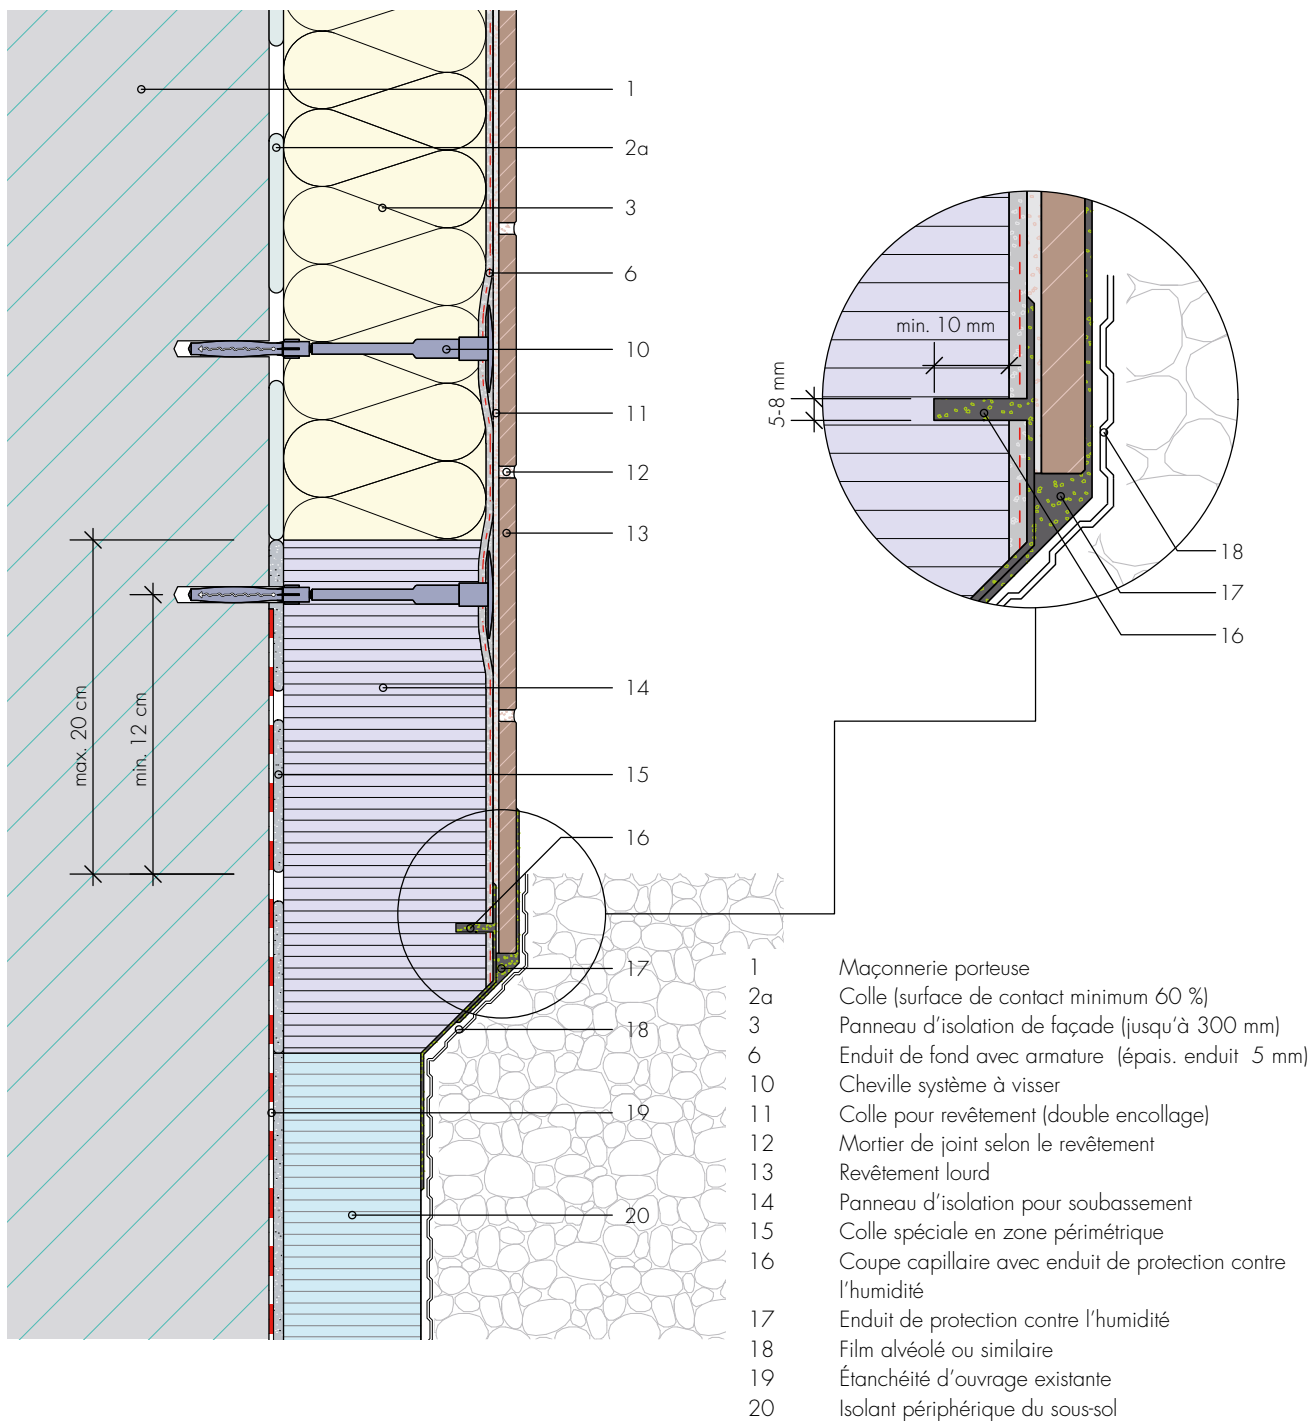 1
2a
3
6
10
11
12
13
14
15
16
17
18
19
20
max. 20 cm
min. 12 cm
min. 10 mm
5-8 mm
18
17
16
1 Maçonnerie porteuse
2a Colle (surface de contact minimum 60 %)
3 Panneau d'isolation de façade (jusqu'à 300 mm)
6 Enduit de fond avec armature (épais. enduit 5 mm)
10 Cheville système à visser
11 Colle pour revêtement (double encollage)
12 Mortier de joint selon le revêtement
13 Revêtement lourd
14 Panneau d'isolation pour soubassement
15 Colle spéciale en zone périmétrique
16 Coupe capillaire avec enduit de protection contre
l'humidité
17 Enduit de protection contre l'humidité
18 Film alvéolé ou similaire
19 Étanchéité d'ouvrage existante
20 Isolant périphérique du sous-sol